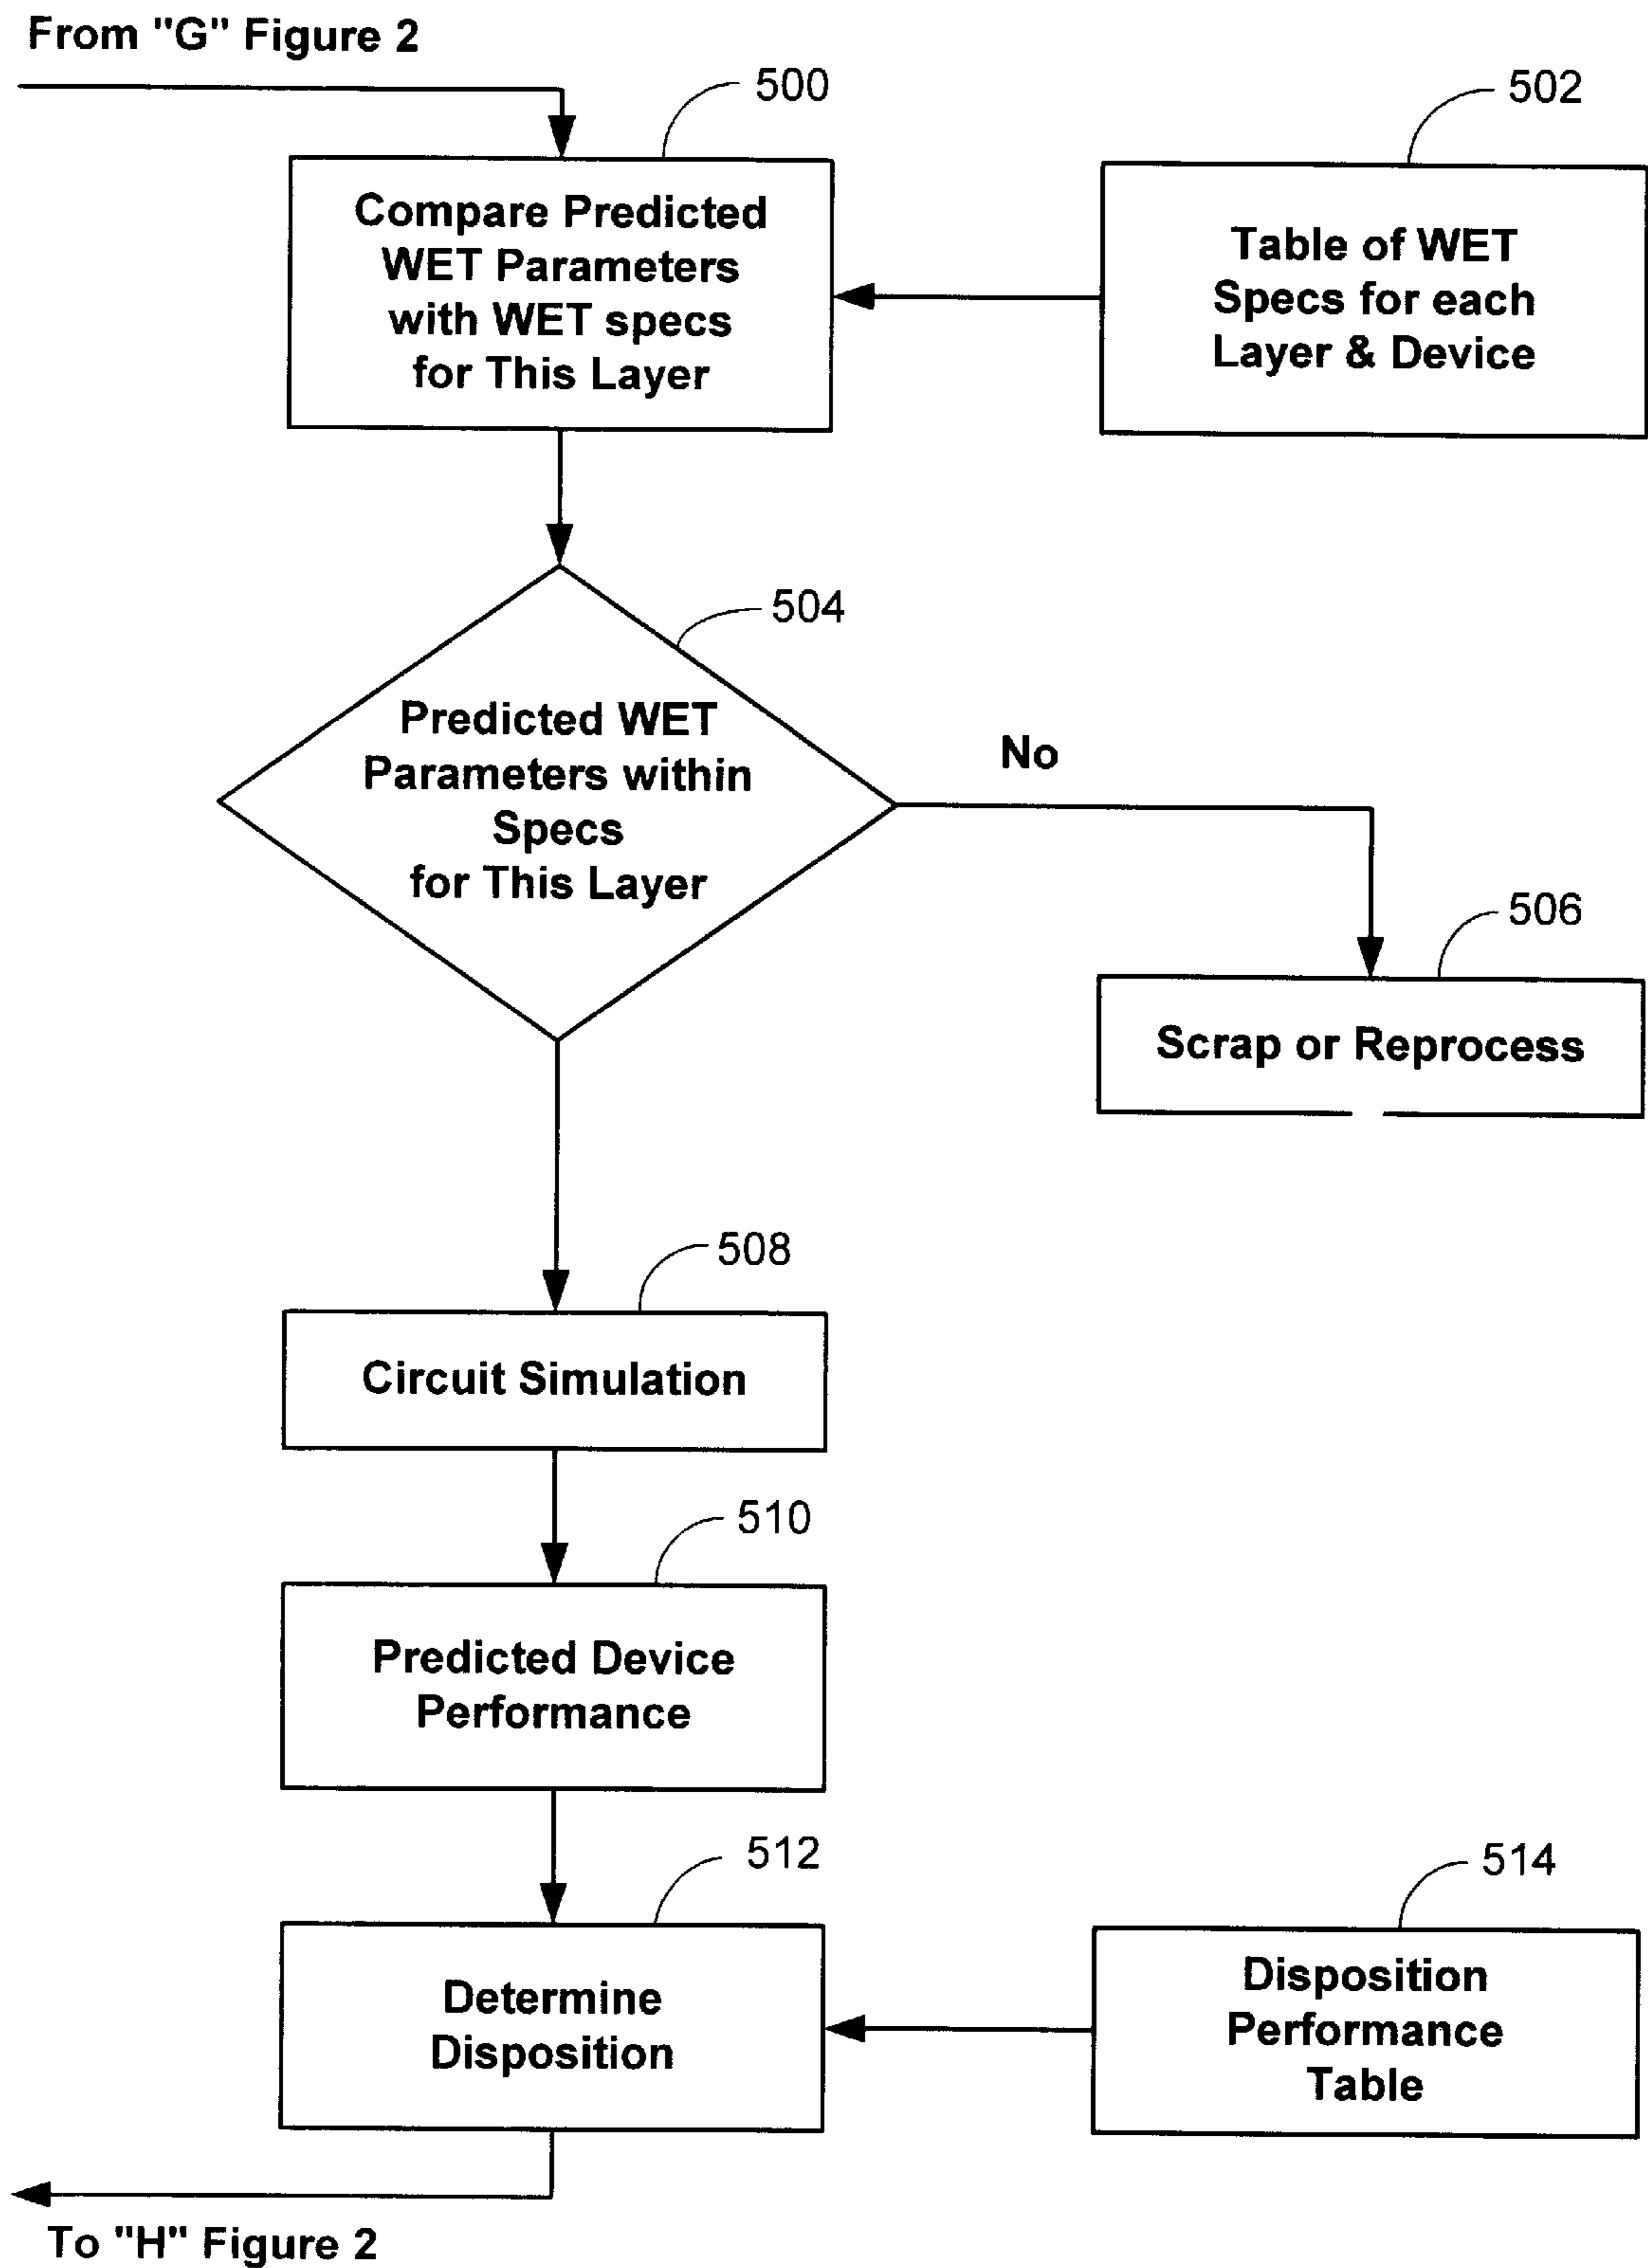 From "G" Figure 2
500
502
Compare Predicted
WET Parameters
with WET specs
for This Layer
Table of WET
Specs for each
Layer & Device
504
Predicted WET
Parameters within
Specs
for This Layer
No
506
Scrap or Reprocess
508
Circuit Simulation
510
Predicted Device
Performance
512
514
Determine
Disposition
Disposition
Performance
Table
To "H" Figure 2